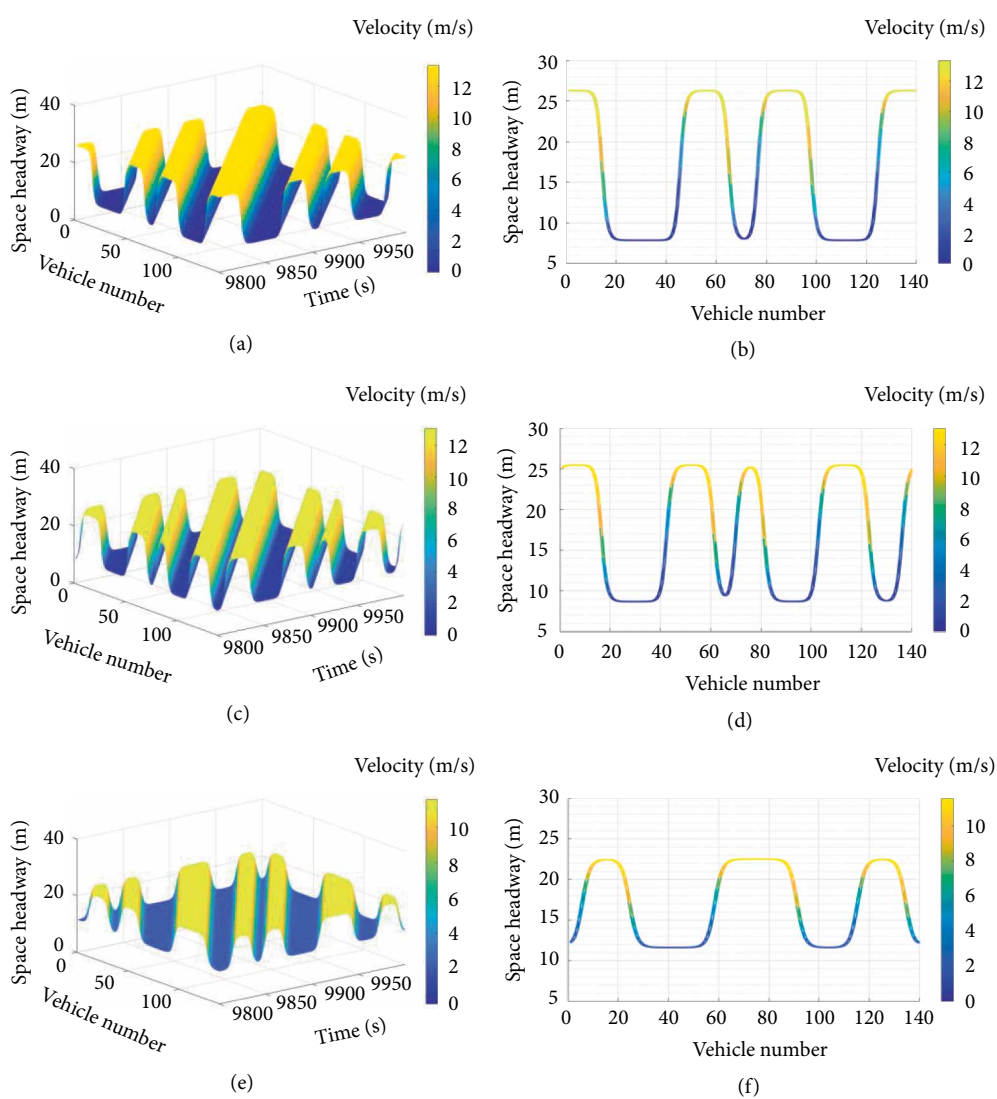 Velocity (m/s)
Space headway (m)
40
20
0
0
50
100
Vehicle number
9800
9850
9900
9950
Time (s)
12
10
8
6
4
2
0
(a)
Velocity (m/s)
Space headway (m)
30
25
20
15
10
5
0 20 40 60 80 100 120 140
Vehicle number
12
10
8
6
4
2
0
(b)
Velocity (m/s)
Space headway (m)
40
20
0
0
50
100
Vehicle number
9800
9850
9900
9950
Time (s)
12
10
8
6
4
2
0
(c)
Velocity (m/s)
Space headway (m)
30
25
20
15
10
5
0 20 40 60 80 100 120 140
Vehicle number
12
10
8
6
4
2
0
(d)
Velocity (m/s)
Space headway (m)
40
20
0
0
50
100
Vehicle number
9800
9850
9900
9950
Time (s)
10
8
6
4
2
0
(e)
Velocity (m/s)
Space headway (m)
30
25
20
15
10
5
0 20 40 60 80 100 120 140
Vehicle number
10
8
6
4
2
0
(f)